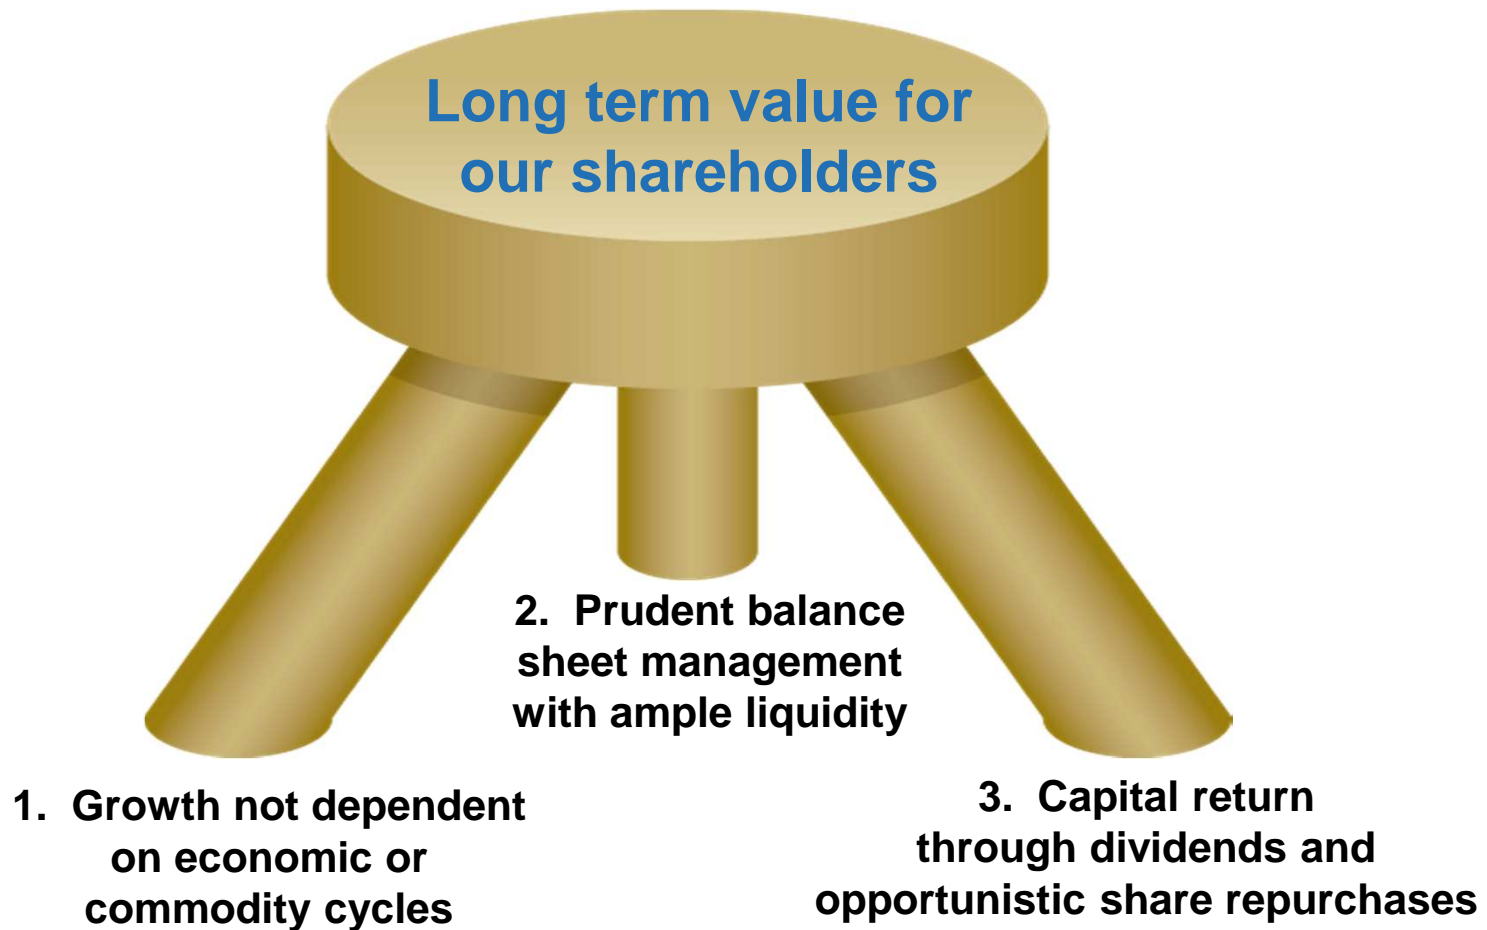 Long term value for
our shareholders
1. Growth not dependent
on economic or
commodity cycles
2. Prudent balance
sheet management
with ample liquidity
3. Capital return
through dividends and
opportunistic share repurchases